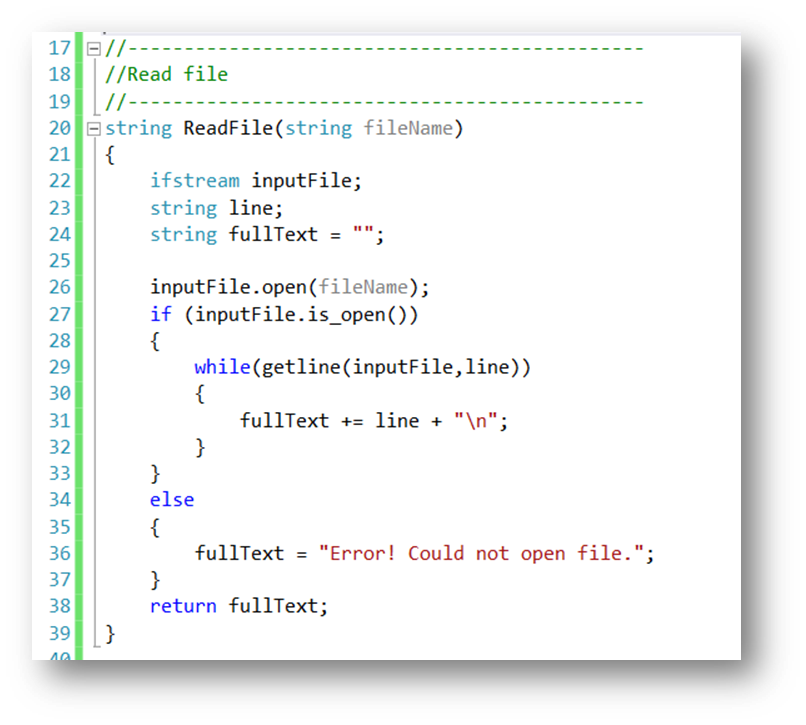 17 //----------------------------------------------
18 //Read file
19 //----------------------------------------------
20 string ReadFile(string fileName)
21 {
22     ifstream inputFile;
23     string line;
24     string fullText = "";
25
26     inputFile.open(fileName);
27     if (inputFile.is_open())
28     {
29         while(getline(inputFile,line))
30         {
31             fullText += line + "\n";
32         }
33     }
34     else
35     {
36         fullText = "Error! Could not open file.";
37     }
38     return fullText;
39 }
40